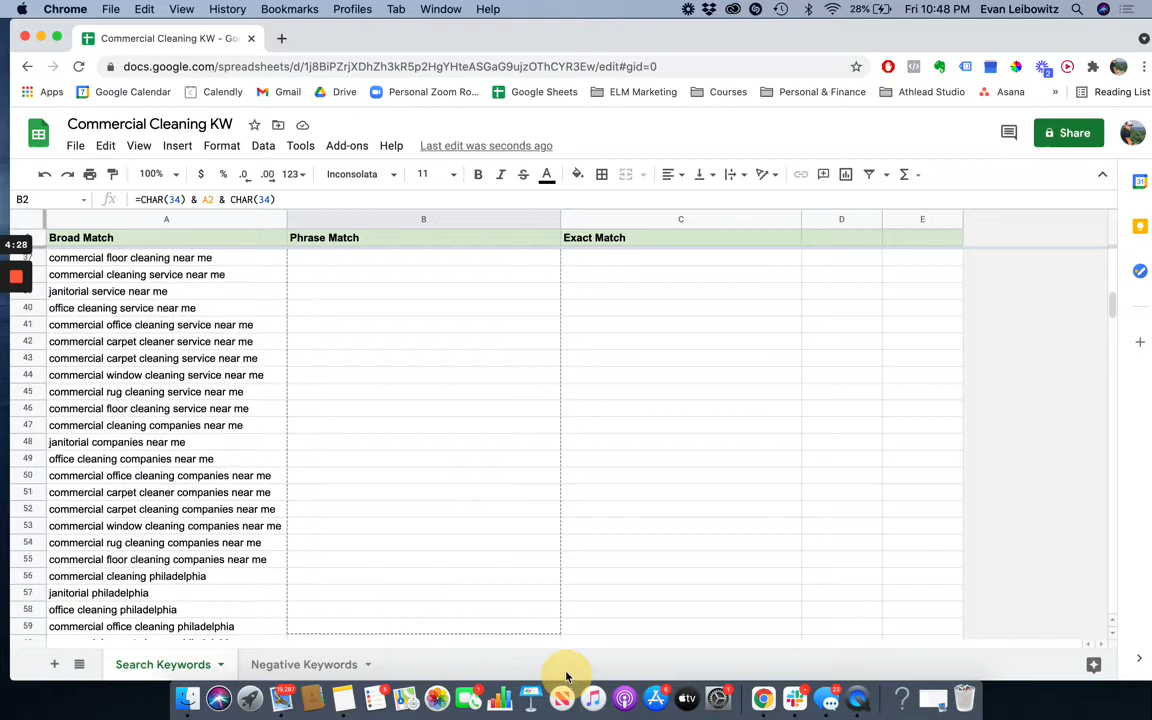 Chrome File Edit View History Bookmarks Profiles Tab Window Help 28% Fri 10:48 PM Evan Leibowitz
Commercial Cleaning KW - Go
docs.google.com/spreadsheets/d/1j8BiPZrjXDhZh3kR5p2HgYHteASGaG9ujzOThCYR3Ew/edit#gid=0
Apps Google Calendar Calendly Gmail Drive Personal Zoom Ro... Google Sheets ELM Marketing Courses Personal & Finance Athlead Studio Asana » Reading List
Commercial Cleaning KW
File Edit View Insert Format Data Tools Add-ons Help Last edit was seconds ago Share
100% $ % .0 .00 123 Inconsolata 11 B I S A
B2 fx =CHAR(34) & A2 & CHAR(34)
A B C D E
Broad Match Phrase Match Exact Match
4:28
37 commercial floor cleaning near me
commercial cleaning service near me
janitorial service near me
40 office cleaning service near me
41 commercial office cleaning service near me
42 commercial carpet cleaner service near me
43 commercial carpet cleaning service near me
44 commercial window cleaning service near me
45 commercial rug cleaning service near me
46 commercial floor cleaning service near me
47 commercial cleaning companies near me
48 janitorial companies near me
49 office cleaning companies near me
50 commercial office cleaning companies near me
51 commercial carpet cleaner companies near me
52 commercial carpet cleaning companies near me
53 commercial window cleaning companies near me
54 commercial rug cleaning companies near me
55 commercial floor cleaning companies near me
56 commercial cleaning philadelphia
57 janitorial philadelphia
58 office cleaning philadelphia
59 commercial office cleaning philadelphia
Search Keywords Negative Keywords
19,287 5 1 6 1 23